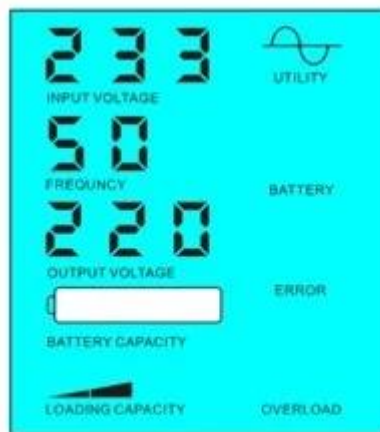 233
UTILITY
INPUT VOLTAGE
50
FREQUNCY
BATTERY
220
OUTPUT VOLTAGE
ERROR
BATTERY CAPACITY
LOADING CAPACITY
OVERLOAD